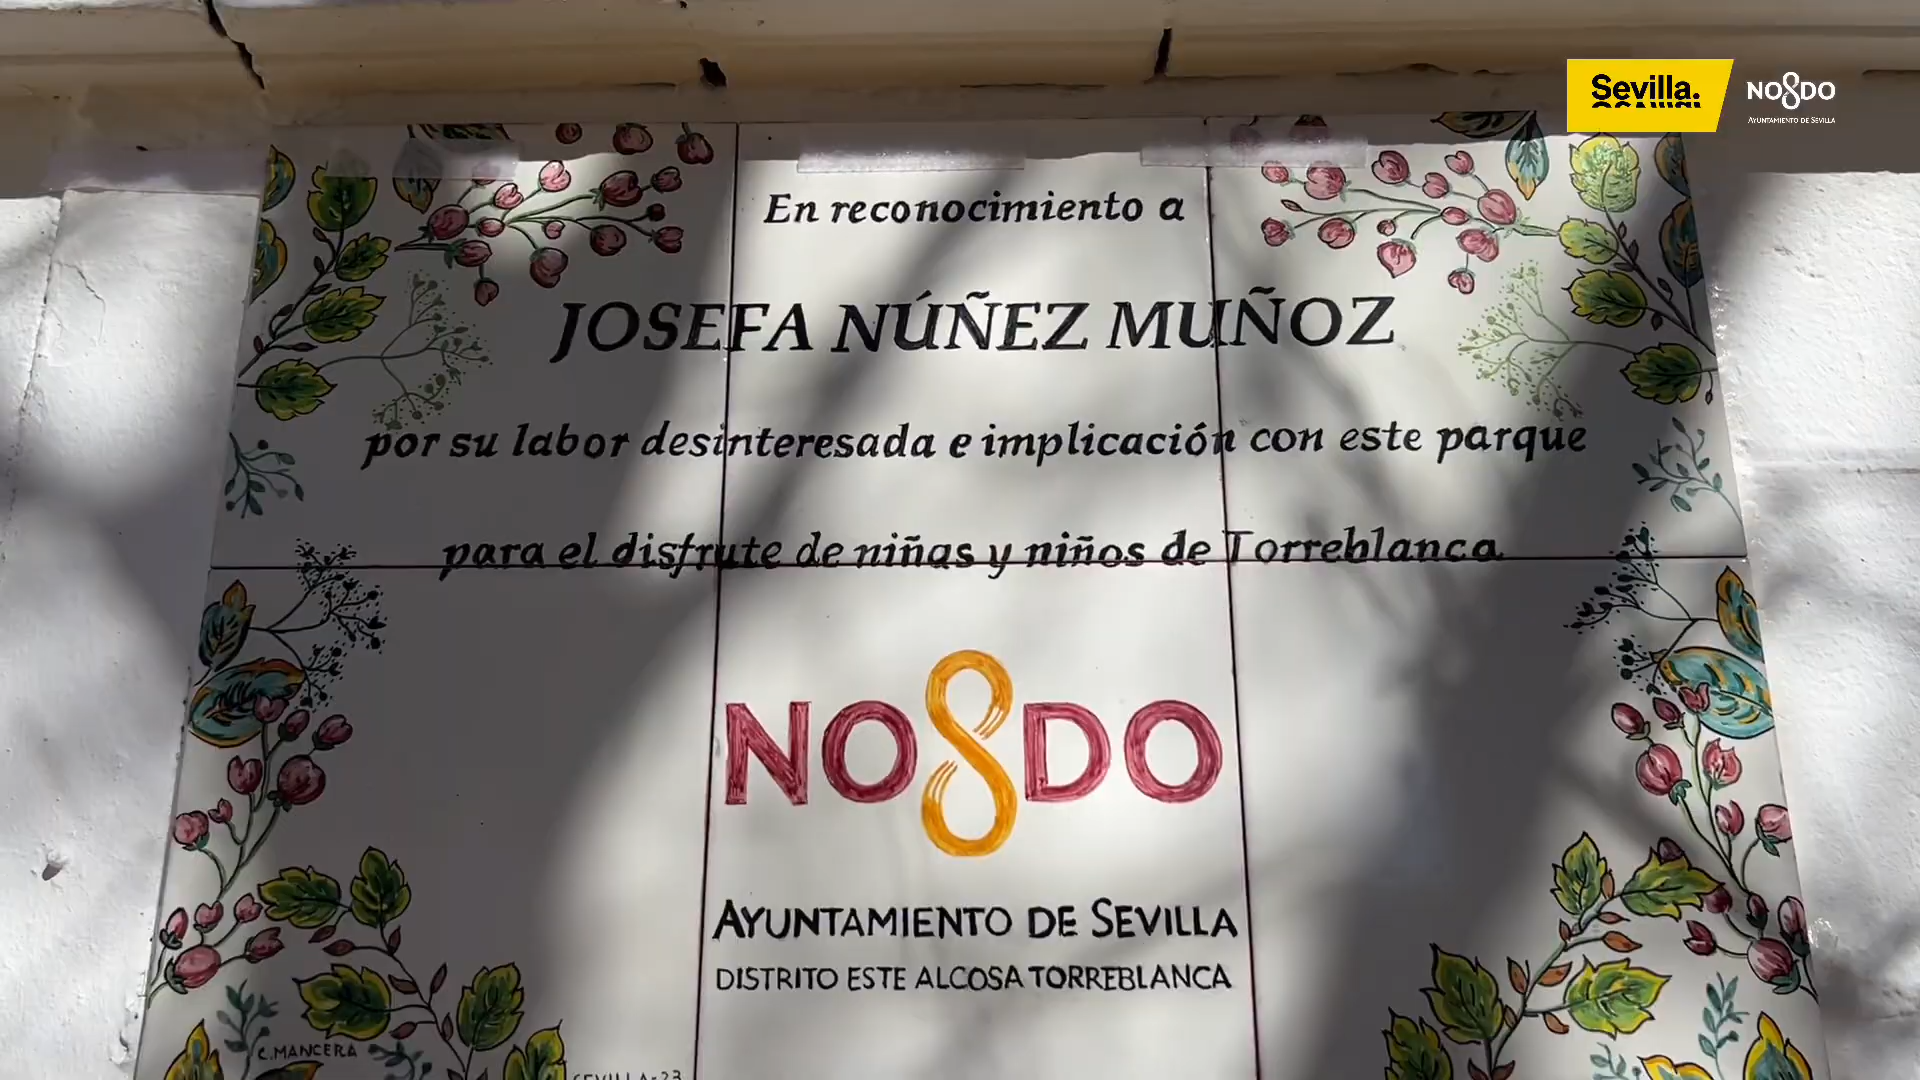 Sevilla.
NO8DO
AYUNTAMIENTO DE SEVILLA
En reconocimiento a
JOSEFA NÚÑEZ MUÑOZ
por su labor desinteresada e implicación con este parque
para el disfrute de niñas y niños de Torreblanca
NO8DO
AYUNTAMIENTO DE SEVILLA
DISTRITO ESTE ALCOSA TORREBLANCA
C. MANCERA
SEVILLA-23